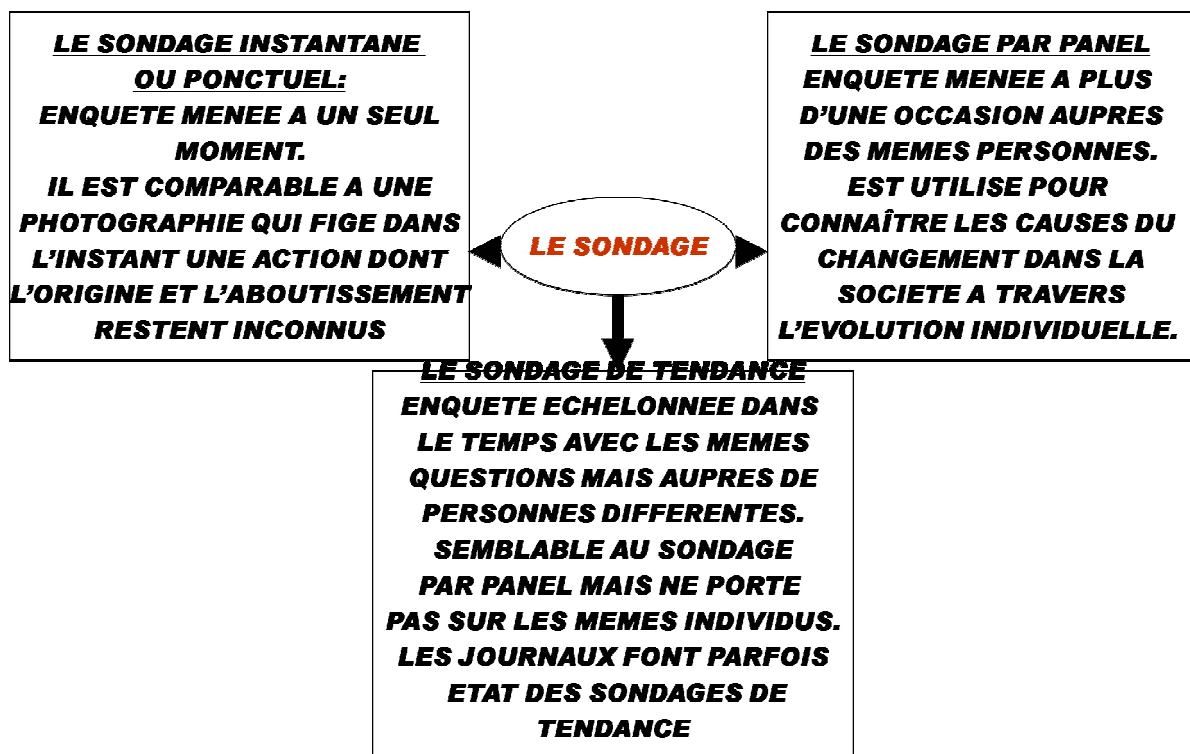 LE SONDAGE INSTANTANE
OU PONCTUEL:
ENQUETE MENEE A UN SEUL
MOMENT.
IL EST COMPARABLE A UNE
PHOTOGRAPHIE QUI FIGE DANS
L’INSTANT UNE ACTION DONT
L’ORIGINE ET L’ABOUTISSEMENT
RESTENT INCONNUS
LE SONDAGE
LE SONDAGE PAR PANEL
ENQUETE MENEE A PLUS
D’UNE OCCASION AUPRES
DES MEMES PERSONNES.
EST UTILISE POUR
CONNAÎTRE LES CAUSES DU
CHANGEMENT DANS LA
SOCIETE A TRAVERS
L’EVOLUTION INDIVIDUELLE.
LE SONDAGE DE TENDANCE
ENQUETE ECHELONNEE DANS
LE TEMPS AVEC LES MEMES
QUESTIONS MAIS AUPRES DE
PERSONNES DIFFERENTES.
SEMBLABLE AU SONDAGE
PAR PANEL MAIS NE PORTE
PAS SUR LES MEMES INDIVIDUS.
LES JOURNAUX FONT PARFOIS
ETAT DES SONDAGES DE
TENDANCE